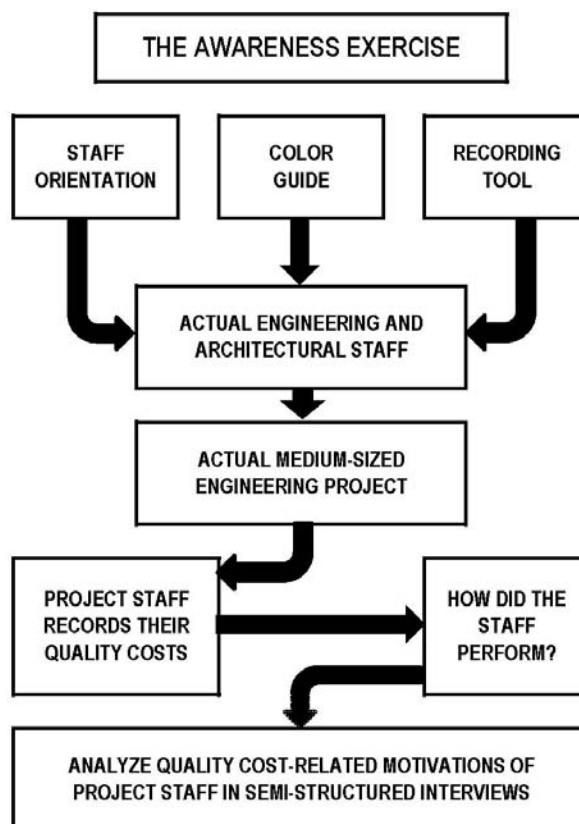 THE AWARENESS EXERCISE
STAFF
ORIENTATION
COLOR
GUIDE
RECORDING
TOOL
ACTUAL ENGINEERING AND
ARCHITECTURAL STAFF
ACTUAL MEDIUM-SIZED
ENGINEERING PROJECT
PROJECT STAFF
RECORDS THEIR
QUALITY COSTS
HOW DID THE
STAFF
PERFORM?
ANALYZE QUALITY COST-RELATED MOTIVATIONS OF
PROJECT STAFF IN SEMI-STRUCTURED INTERVIEWS